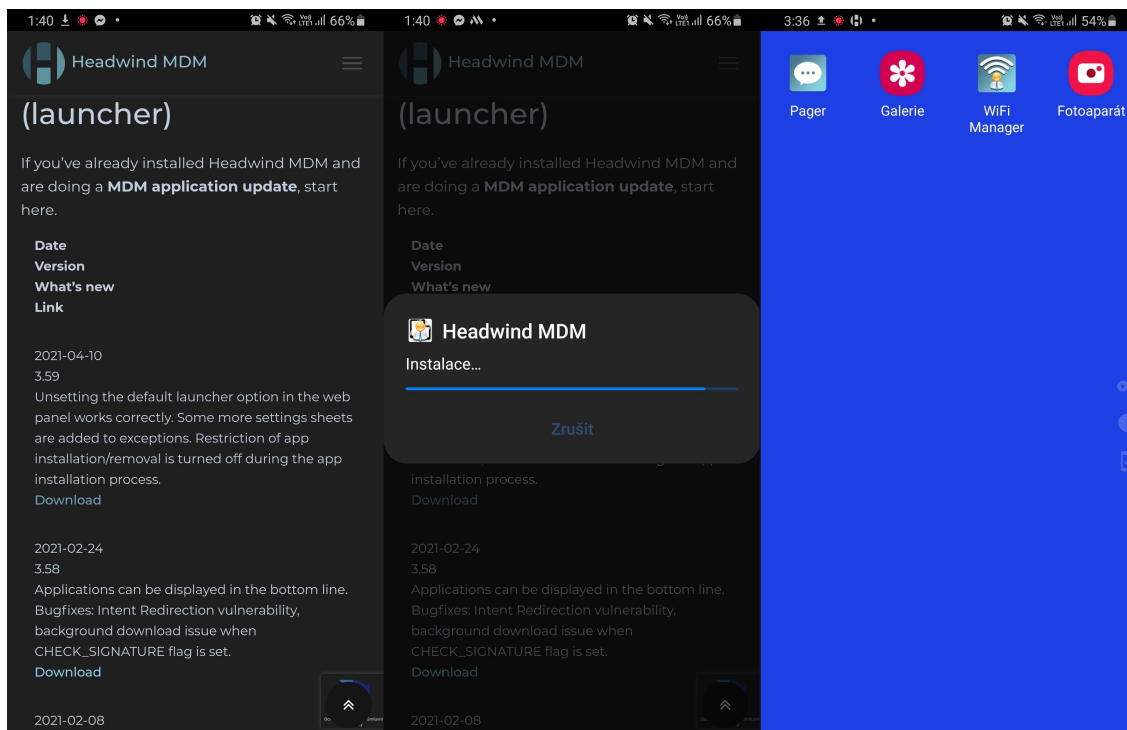 1:40
66%
Headwind MDM
(launcher)
If you’ve already installed Headwind MDM and
are doing a MDM application update, start
here.
Date
Version
What's new
Link
2021-04-10
3.59
Unsetting the default launcher option in the web
panel works correctly. Some more settings sheets
are added to exceptions. Restriction of app
installation/removal is turned off during the app
installation process.
Download
2021-02-24
3.58
Applications can be displayed in the bottom line.
Bugfixes: Intent Redirection vulnerability,
background download issue when
CHECK_SIGNATURE flag is set.
Download
2021-02-08
1:40
66%
Headwind MDM
(launcher)
If you’ve already installed Headwind MDM and
are doing a MDM application update, start
here.
Date
Version
What's new
Headwind MDM
Instalace...
Zrušit
installation process.
Download
2021-02-24
3.58
Applications can be displayed in the bottom line.
Bugfixes: Intent Redirection vulnerability,
background download issue when
CHECK_SIGNATURE flag is set.
Download
2021-02-08
3:36
54%
Pager
Galerie
WiFi
Manager
Fotoaparát